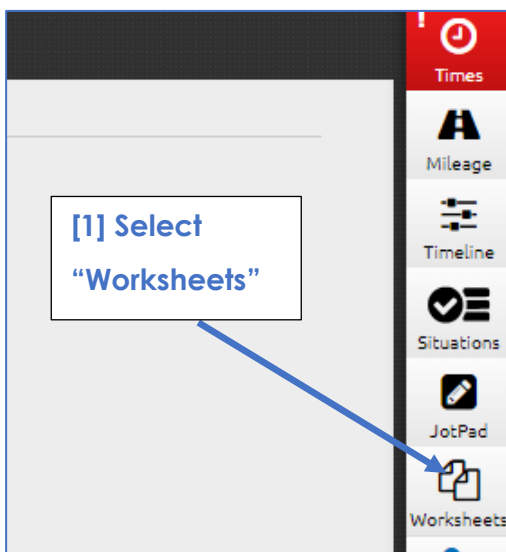 !
Times
Mileage
[1] Select
“Worksheets”
Timeline
Situations
JotPad
Worksheets